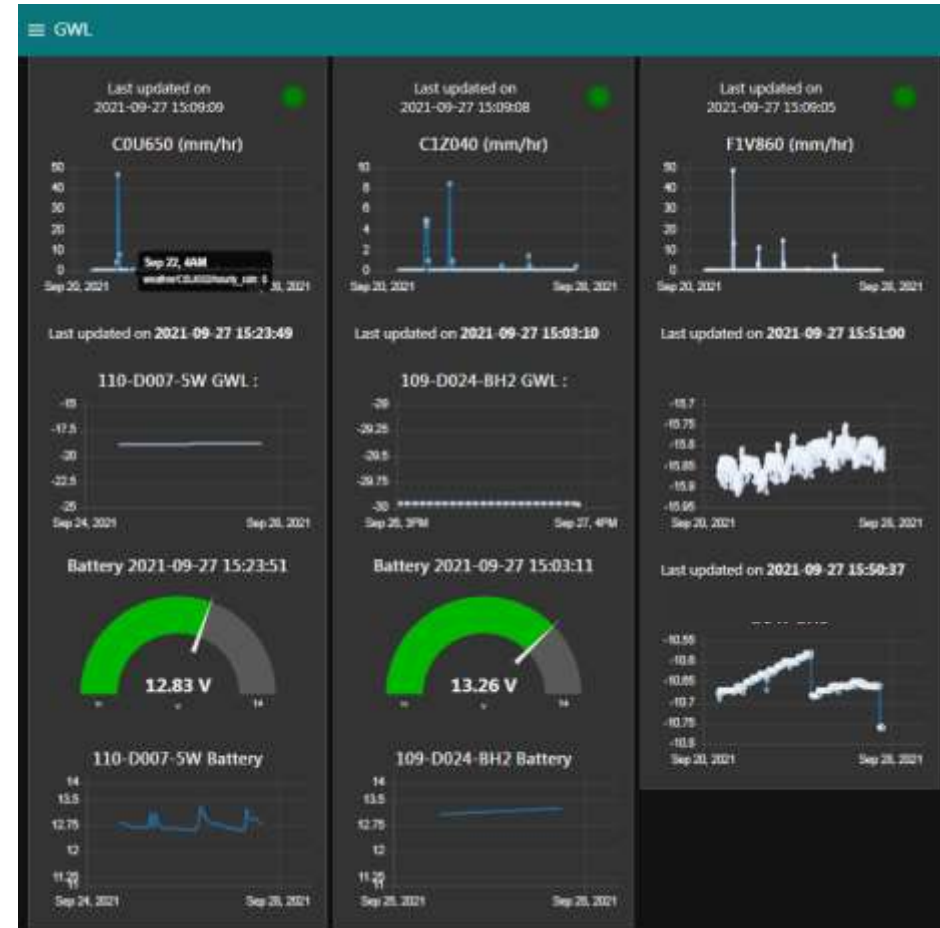 GWL
Last updated on
2021-09-27 15:09:09
C0U650 (mm/hr)
50
40
30
20
10
0
Sep 22, 4AM
Sep 20, 2021
Last updated on 2021-09-27 15:23:49
110-D007-5W GWL :
-15
-17.5
-20
-22.5
-25
Sep 24, 2021 Sep 28, 2021
Battery 2021-09-27 15:23:51
12.83 V
v 14
110-D007-5W Battery
14
13.5
12.75
12
11.25
11
Sep 24, 2021 Sep 28, 2021
Last updated on
2021-09-27 15:09:08
C1Z040 (mm/hr)
10
8
6
4
2
0
Sep 20, 2021 Sep 28, 2021
Last updated on 2021-09-27 15:03:10
109-D024-BH2 GWL :
-29
-29.25
-29.5
-29.75
-30
Sep 26, 3PM Sep 27, 4PM
Battery 2021-09-27 15:03:11
13.26 V
v 14
109-D024-BH2 Battery
14
13.5
12.75
12
11.25
11
Sep 25, 2021 Sep 28, 2021
Last updated on
2021-09-27 15:09:05
F1V860 (mm/hr)
50
40
30
20
10
0
Sep 20, 2021 Sep 28, 2021
Last updated on 2021-09-27 15:51:00
-15.7
-15.75
-15.8
-15.85
-15.9
-15.95
Sep 20, 2021 Sep 28, 2021
Last updated on 2021-09-27 15:50:37
-10.55
-10.6
-10.65
-10.7
-10.75
-10.8
Sep 20, 2021 Sep 28, 2021